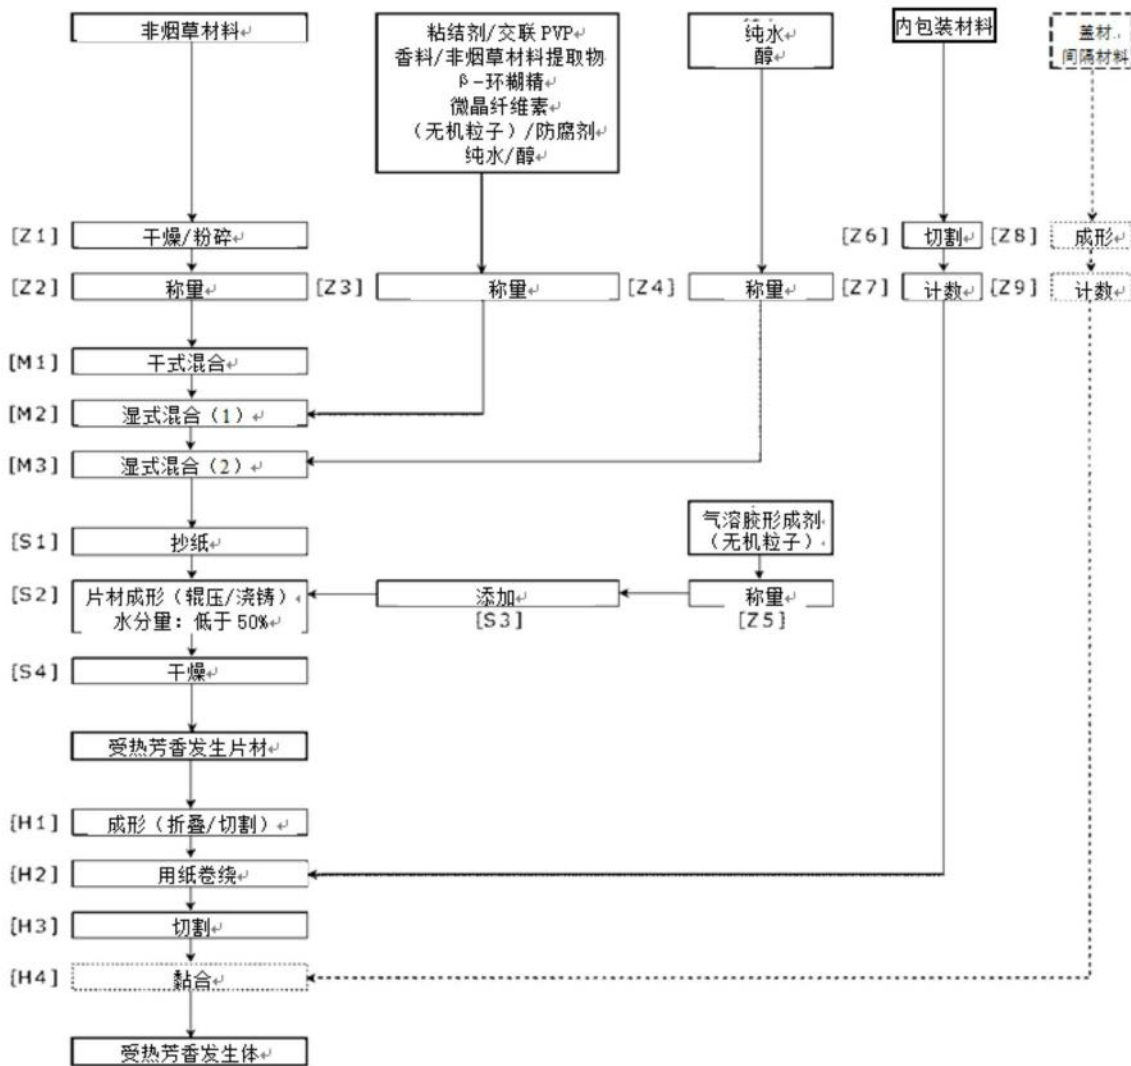 非烟草材料
粘结剂/交联PVP
香料/非烟草材料提取物
β-环糊精
微晶纤维素
（无机粒子）/防腐剂
纯水/醇
纯水
醇
内包装材料
盖材
间隔材料
[Z1] 干燥/粉碎
[Z6] 切割
[Z8] 成形
[Z2] 称量
[Z3] 称量
[Z4] 称量
[Z7] 计数
[Z9] 计数
[M1] 干式混合
[M2] 湿式混合（1）
[M3] 湿式混合（2）
气溶胶形成剂
（无机粒子）
[S1] 抄纸
[S2] 片材成形（辊压/浇铸）
水分量：低于50%
添加
[S3]
称量
[Z5]
[S4] 干燥
受热芳香发生片材
[H1] 成形（折叠/切割）
[H2] 用纸卷绕
[H3] 切割
[H4] 黏合
受热芳香发生体